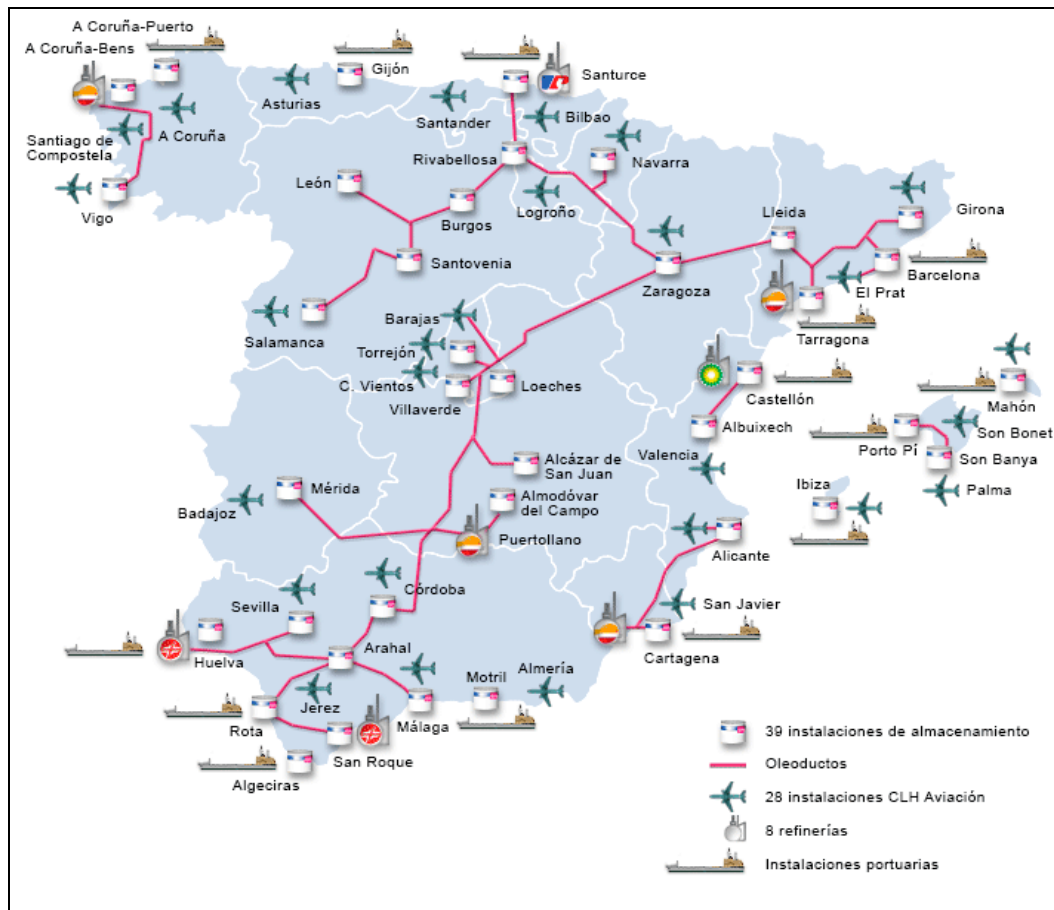 A Coruña-Puerto
A Coruña-Bens
Gijón
Santurce
Asturias
Santander
Bilbao
A Coruña
Santiago de
Compostela
Rivabellosa
Navarra
León
Vigo
Logroño
Lleida
Girona
Burgos
Santovenia
Barcelona
Zaragoza
El Prat
Barajas
Salamanca
Tarragona
Torrejón
C. Vientos
Loeches
Villaverde
Castellón
Mahón
Albuixech
Son Bonet
Porto Pí
Son Banya
Alcázar de
San Juan
Valencia
Mérida
Almodóvar
del Campo
Ibiza
Palma
Badajoz
Puertollano
Alicante
Córdoba
Sevilla
San Javier
Huelva
Arahal
Cartagena
Motril
Almería
Jerez
Rota
Málaga
San Roque
Algeciras
39 instalaciones de almacenamiento
Oleoductos
28 instalaciones CLH Aviación
8 refinerías
Instalaciones portuarias